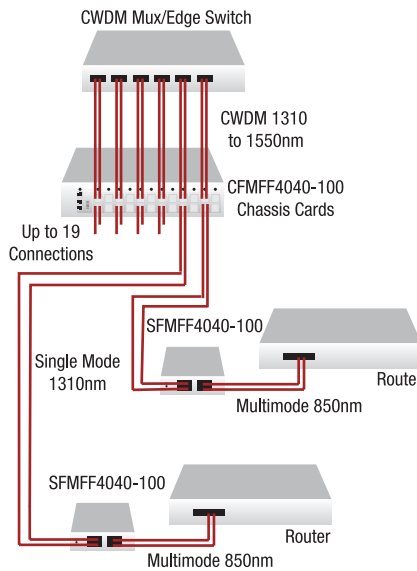 CWDM Mux/Edge Switch
CWDM 1310
to 1550nm
CFMFF4040-100
Chassis Cards
Up to 19
Connections
SFMFF4040-100
Single Mode
1310nm
Router
Multimode 850nm
SFMFF4040-100
Router
Multimode 850nm